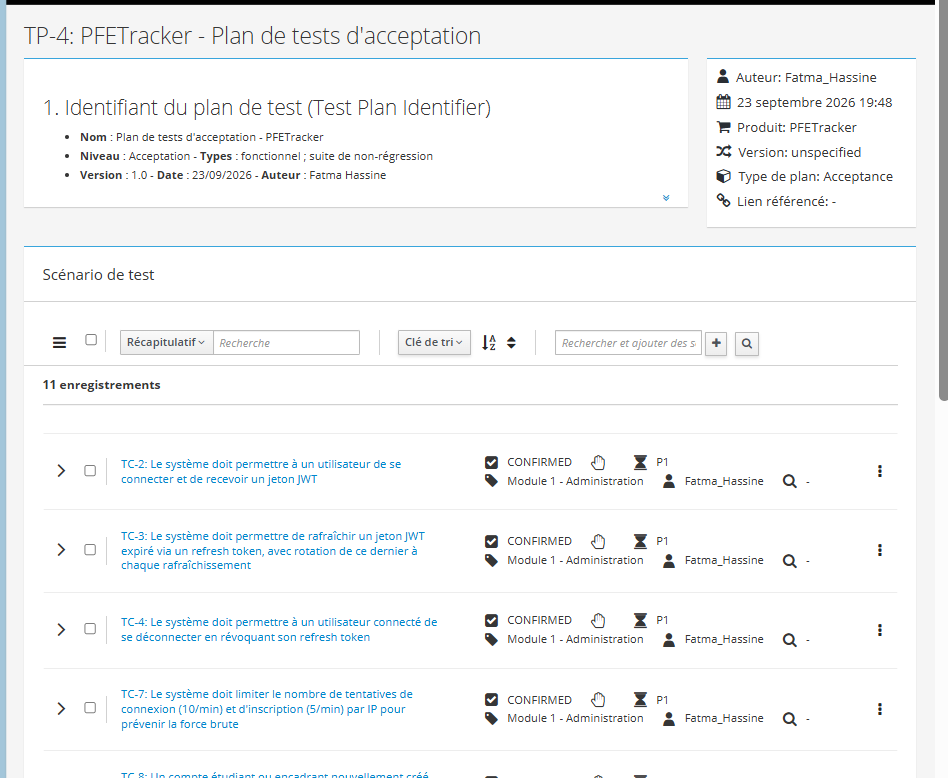 TP-4: PFETracker - Plan de tests d'acceptation
1. Identifiant du plan de test (Test Plan Identifier)
Nom : Plan de tests d'acceptation - PFETracker
Niveau : Acceptation - Types : fonctionnel ; suite de non-régression
Version : 1.0 - Date : 23/09/2026 - Auteur : Fatma Hassine
Auteur: Fatma_Hassine
23 septembre 2026 19:48
Produit: PFETracker
Version: unspecified
Type de plan: Acceptance
Lien référencé: -
Scénario de test
Récapitulatif
Recherche
Clé de tri
Rechercher et ajouter des s
11 enregistrements
TC-2: Le système doit permettre à un utilisateur de se
connecter et de recevoir un jeton JWT
CONFIRMED P1
Module 1 - Administration Fatma_Hassine -
TC-3: Le système doit permettre de rafraîchir un jeton JWT
expiré via un refresh token, avec rotation de ce dernier à
chaque rafraîchissement
CONFIRMED P1
Module 1 - Administration Fatma_Hassine -
TC-4: Le système doit permettre à un utilisateur connecté de
se déconnecter en révoquant son refresh token
CONFIRMED P1
Module 1 - Administration Fatma_Hassine -
TC-7: Le système doit limiter le nombre de tentatives de
connexion (10/min) et d'inscription (5/min) par IP pour
prévenir la force brute
CONFIRMED P1
Module 1 - Administration Fatma_Hassine -
TC-8: Un compte étudiant ou encadrant nouvellement créé